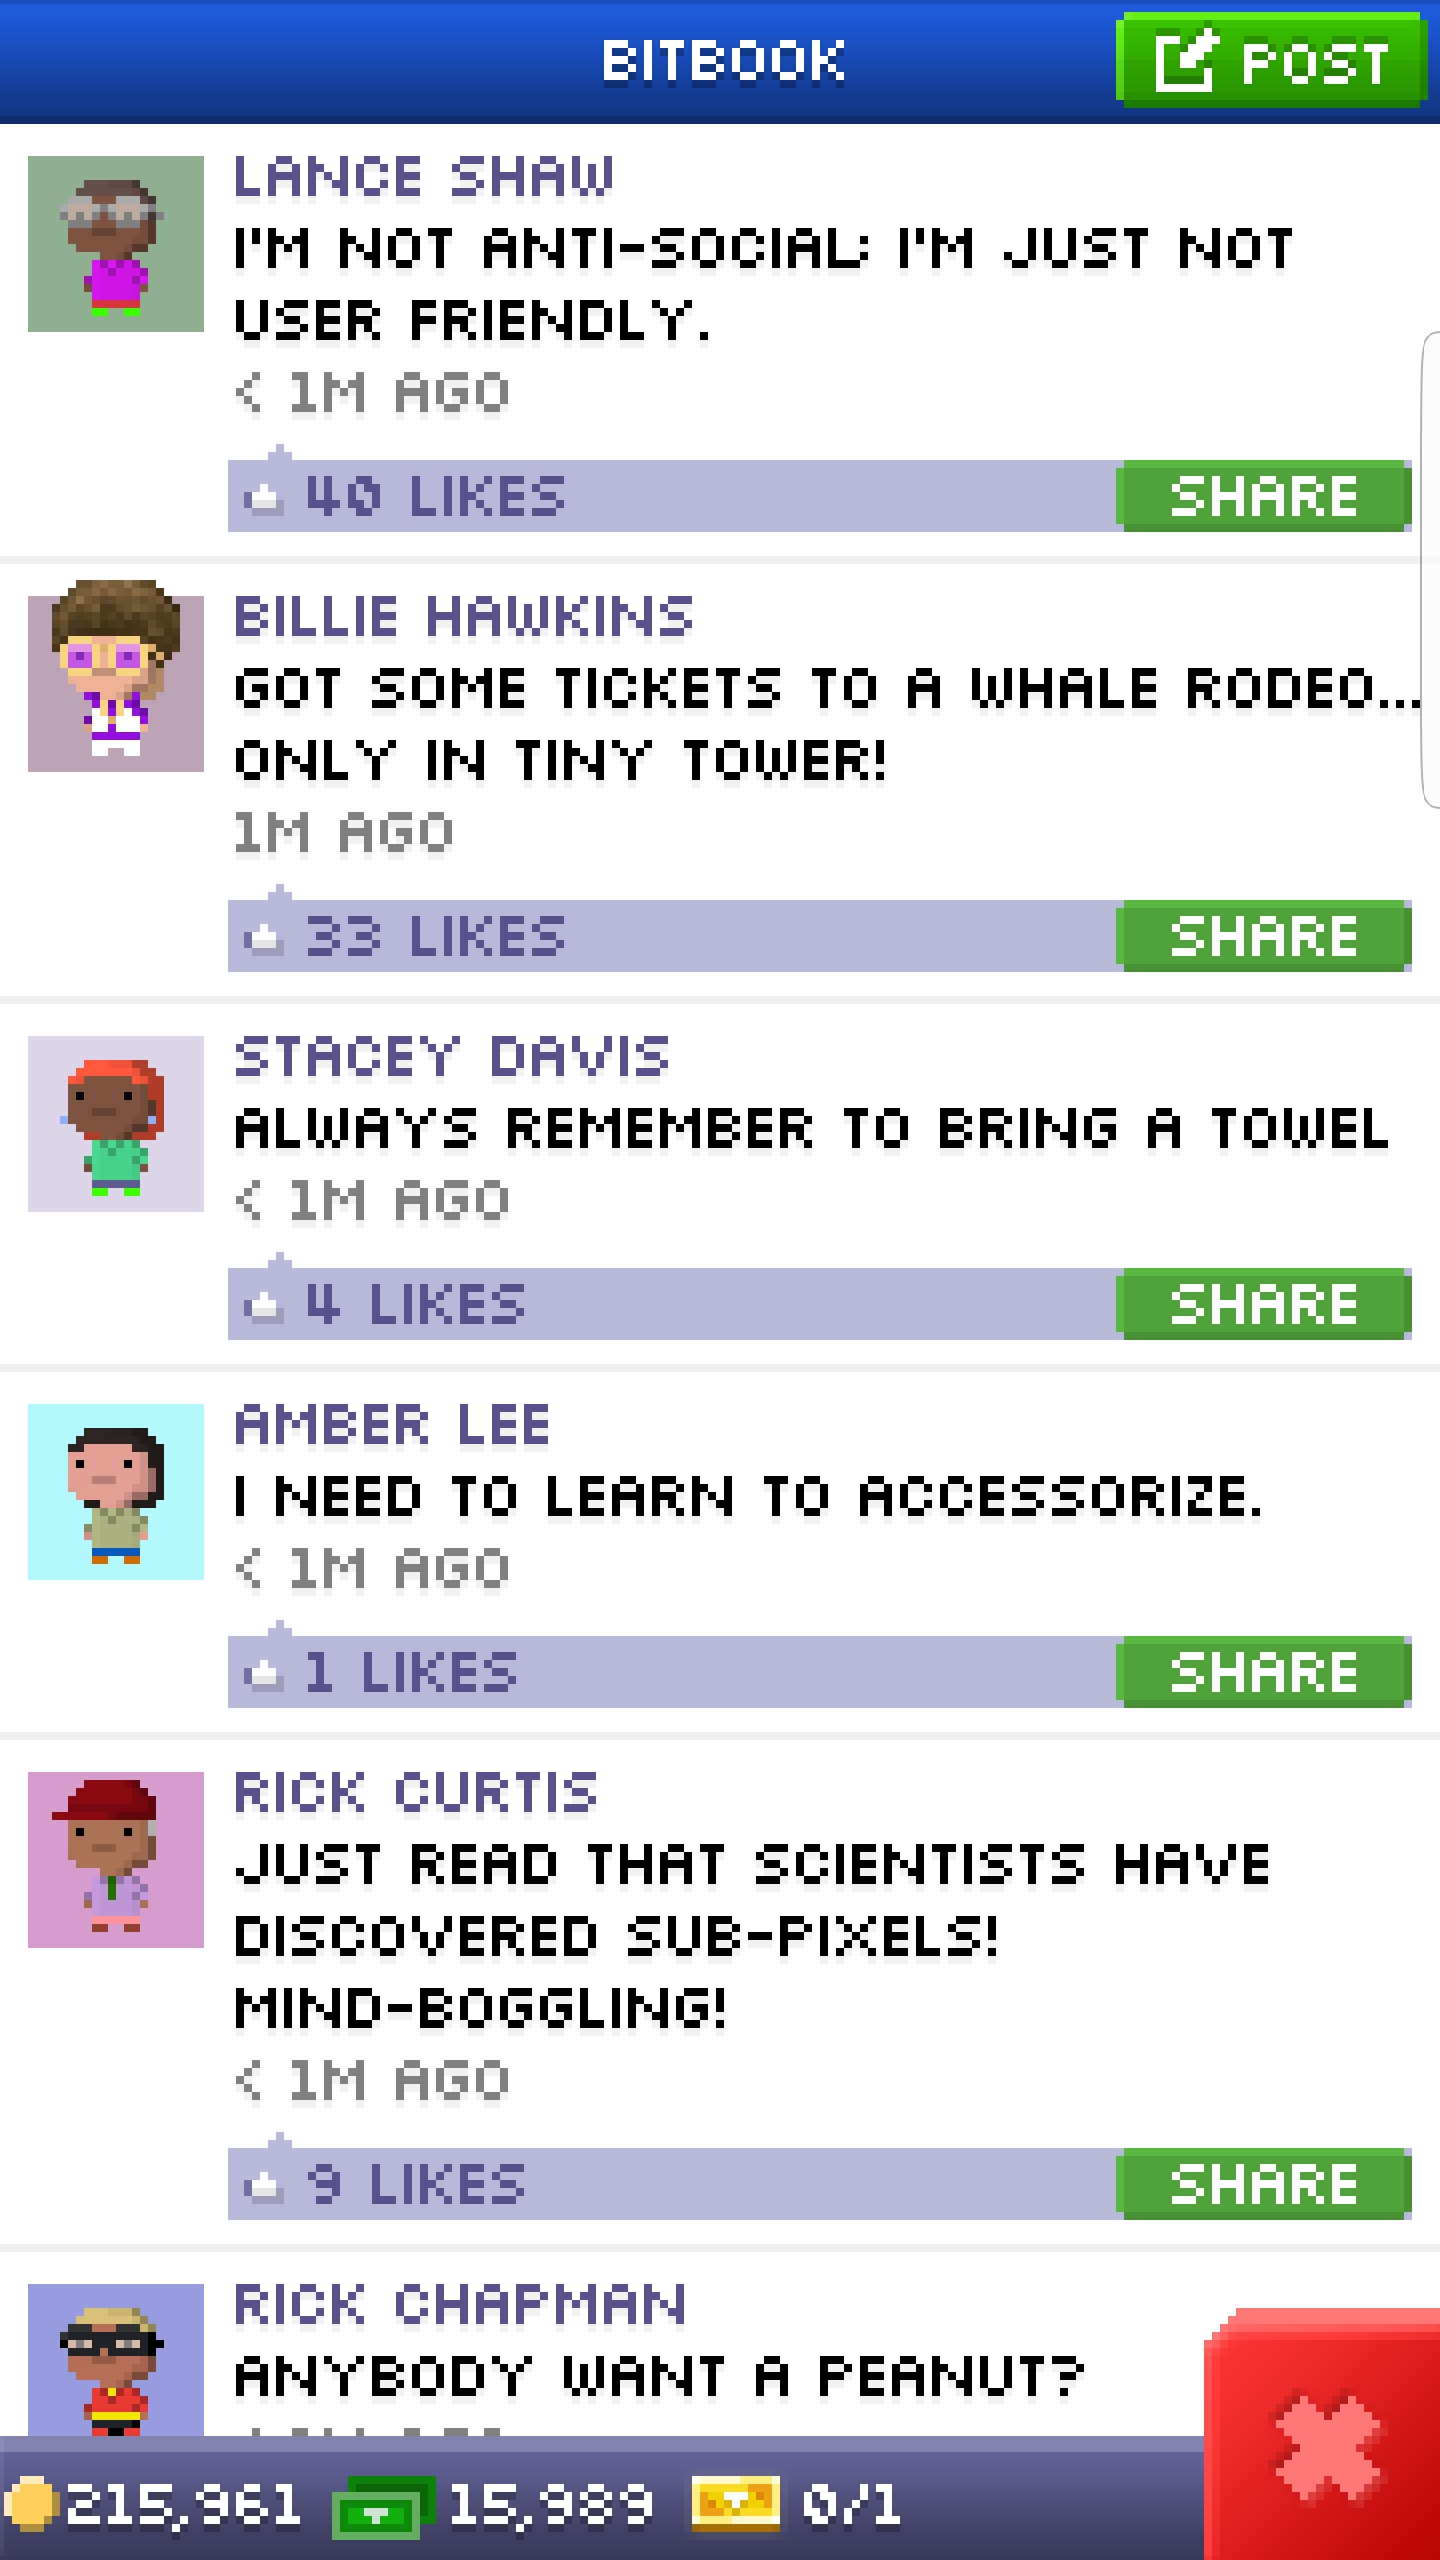 BITBOOK
POST
LANCE SHAW
I'M NOT ANTI-SOCIAL; I'M JUST NOT
USER FRIENDLY.
< 1M AGO
40 LIKES
SHARE
BILLIE HAWKINS
GOT SOME TICKETS TO A WHALE RODEO...
ONLY IN TINY TOWER!
1M AGO
33 LIKES
SHARE
STACEY DAVIS
ALWAYS REMEMBER TO BRING A TOWEL
< 1M AGO
4 LIKES
SHARE
AMBER LEE
I NEED TO LEARN TO ACCESSORIZE.
< 1M AGO
1 LIKES
SHARE
RICK CURTIS
JUST READ THAT SCIENTISTS HAVE
DISCOVERED SUB-PIXELS!
MIND-BOGGLING!
< 1M AGO
9 LIKES
SHARE
RICK CHAPMAN
ANYBODY WANT A PEANUT?
215,961 15,989 0/1